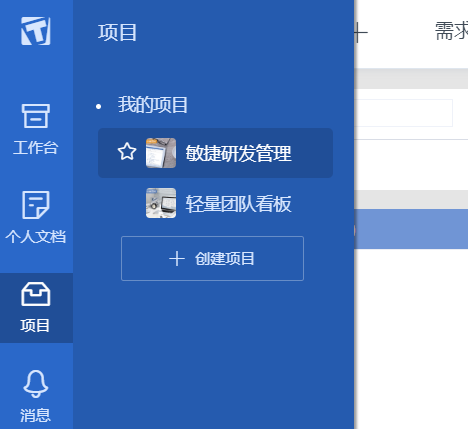 项目
需求
我的项目
敏捷研发管理
轻量团队看板
创建项目
工作台
个人文档
项目
消息